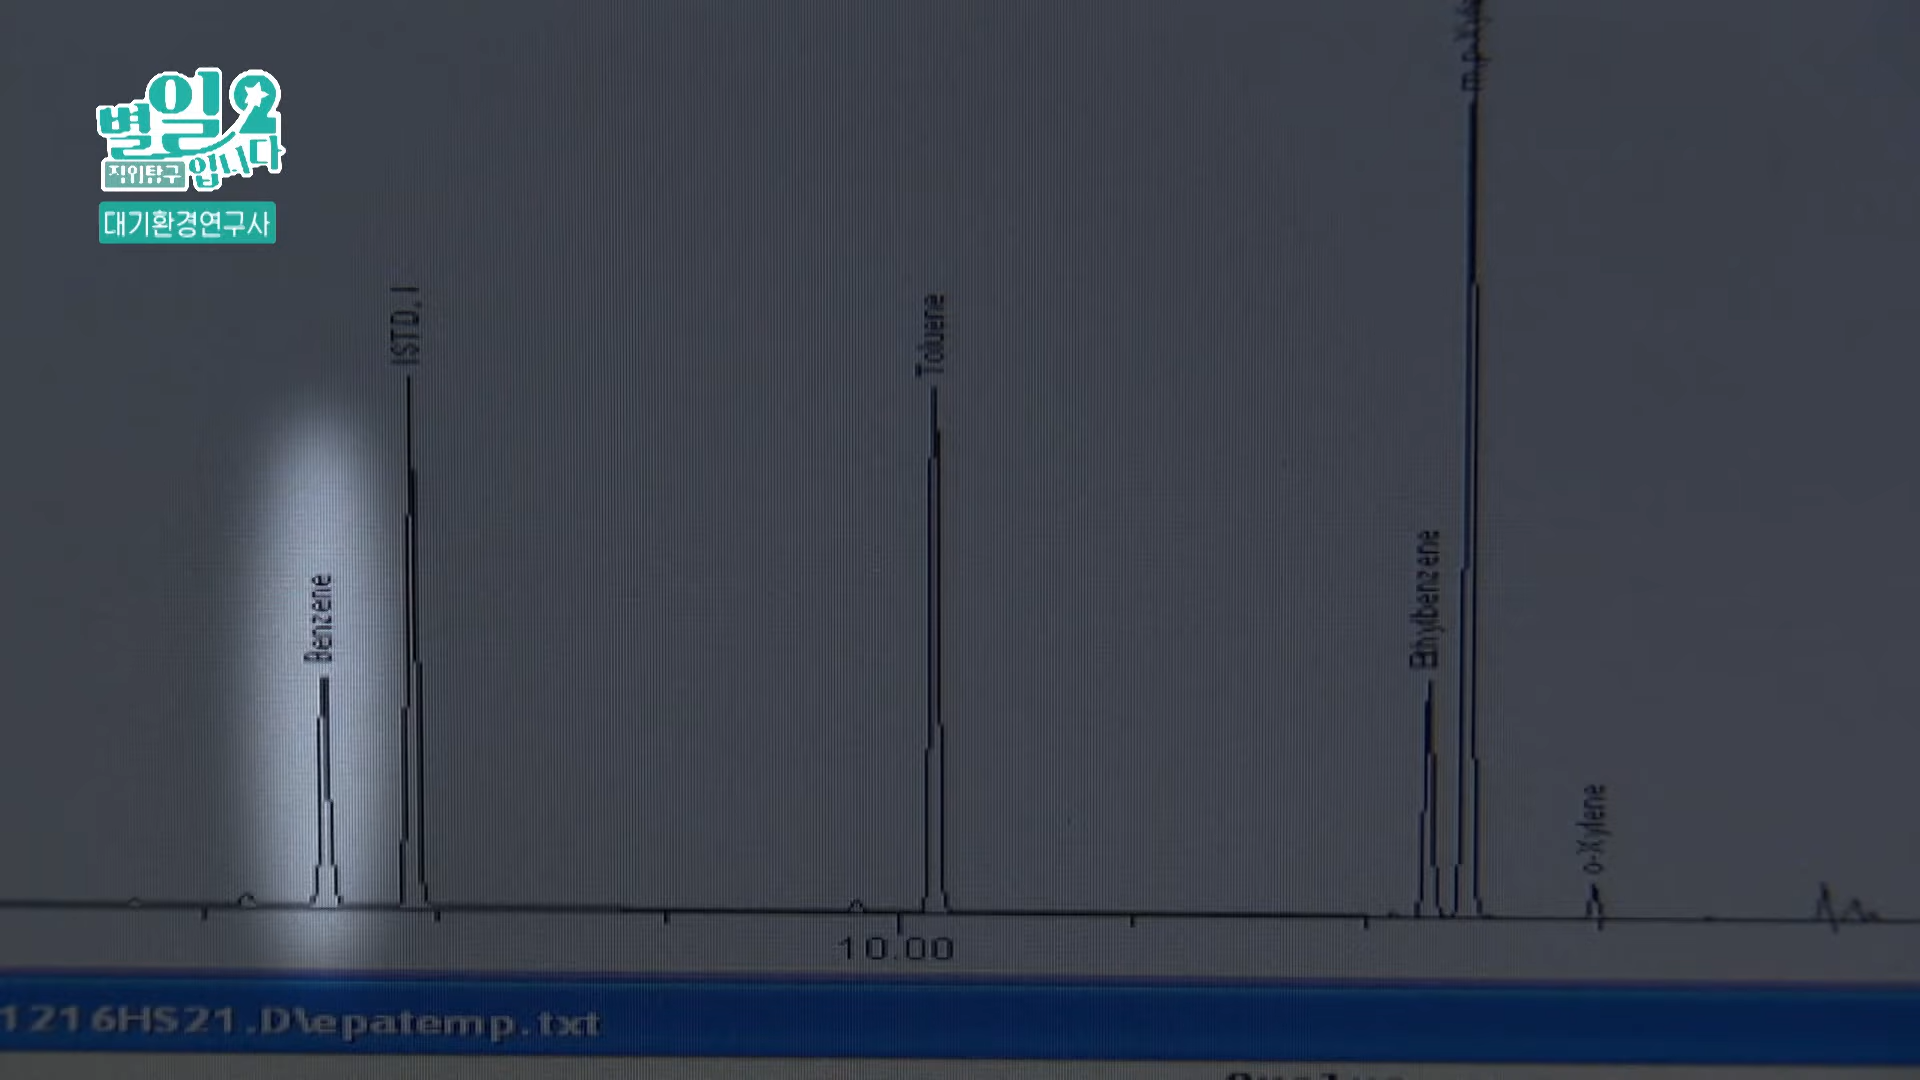 별일입니다2
직업탐구
대기환경연구사
Benzene
ISTD, I
Toluene
Ethylbenzene
o-Xylene
10.00
1216HS21.D\epatemp.txt